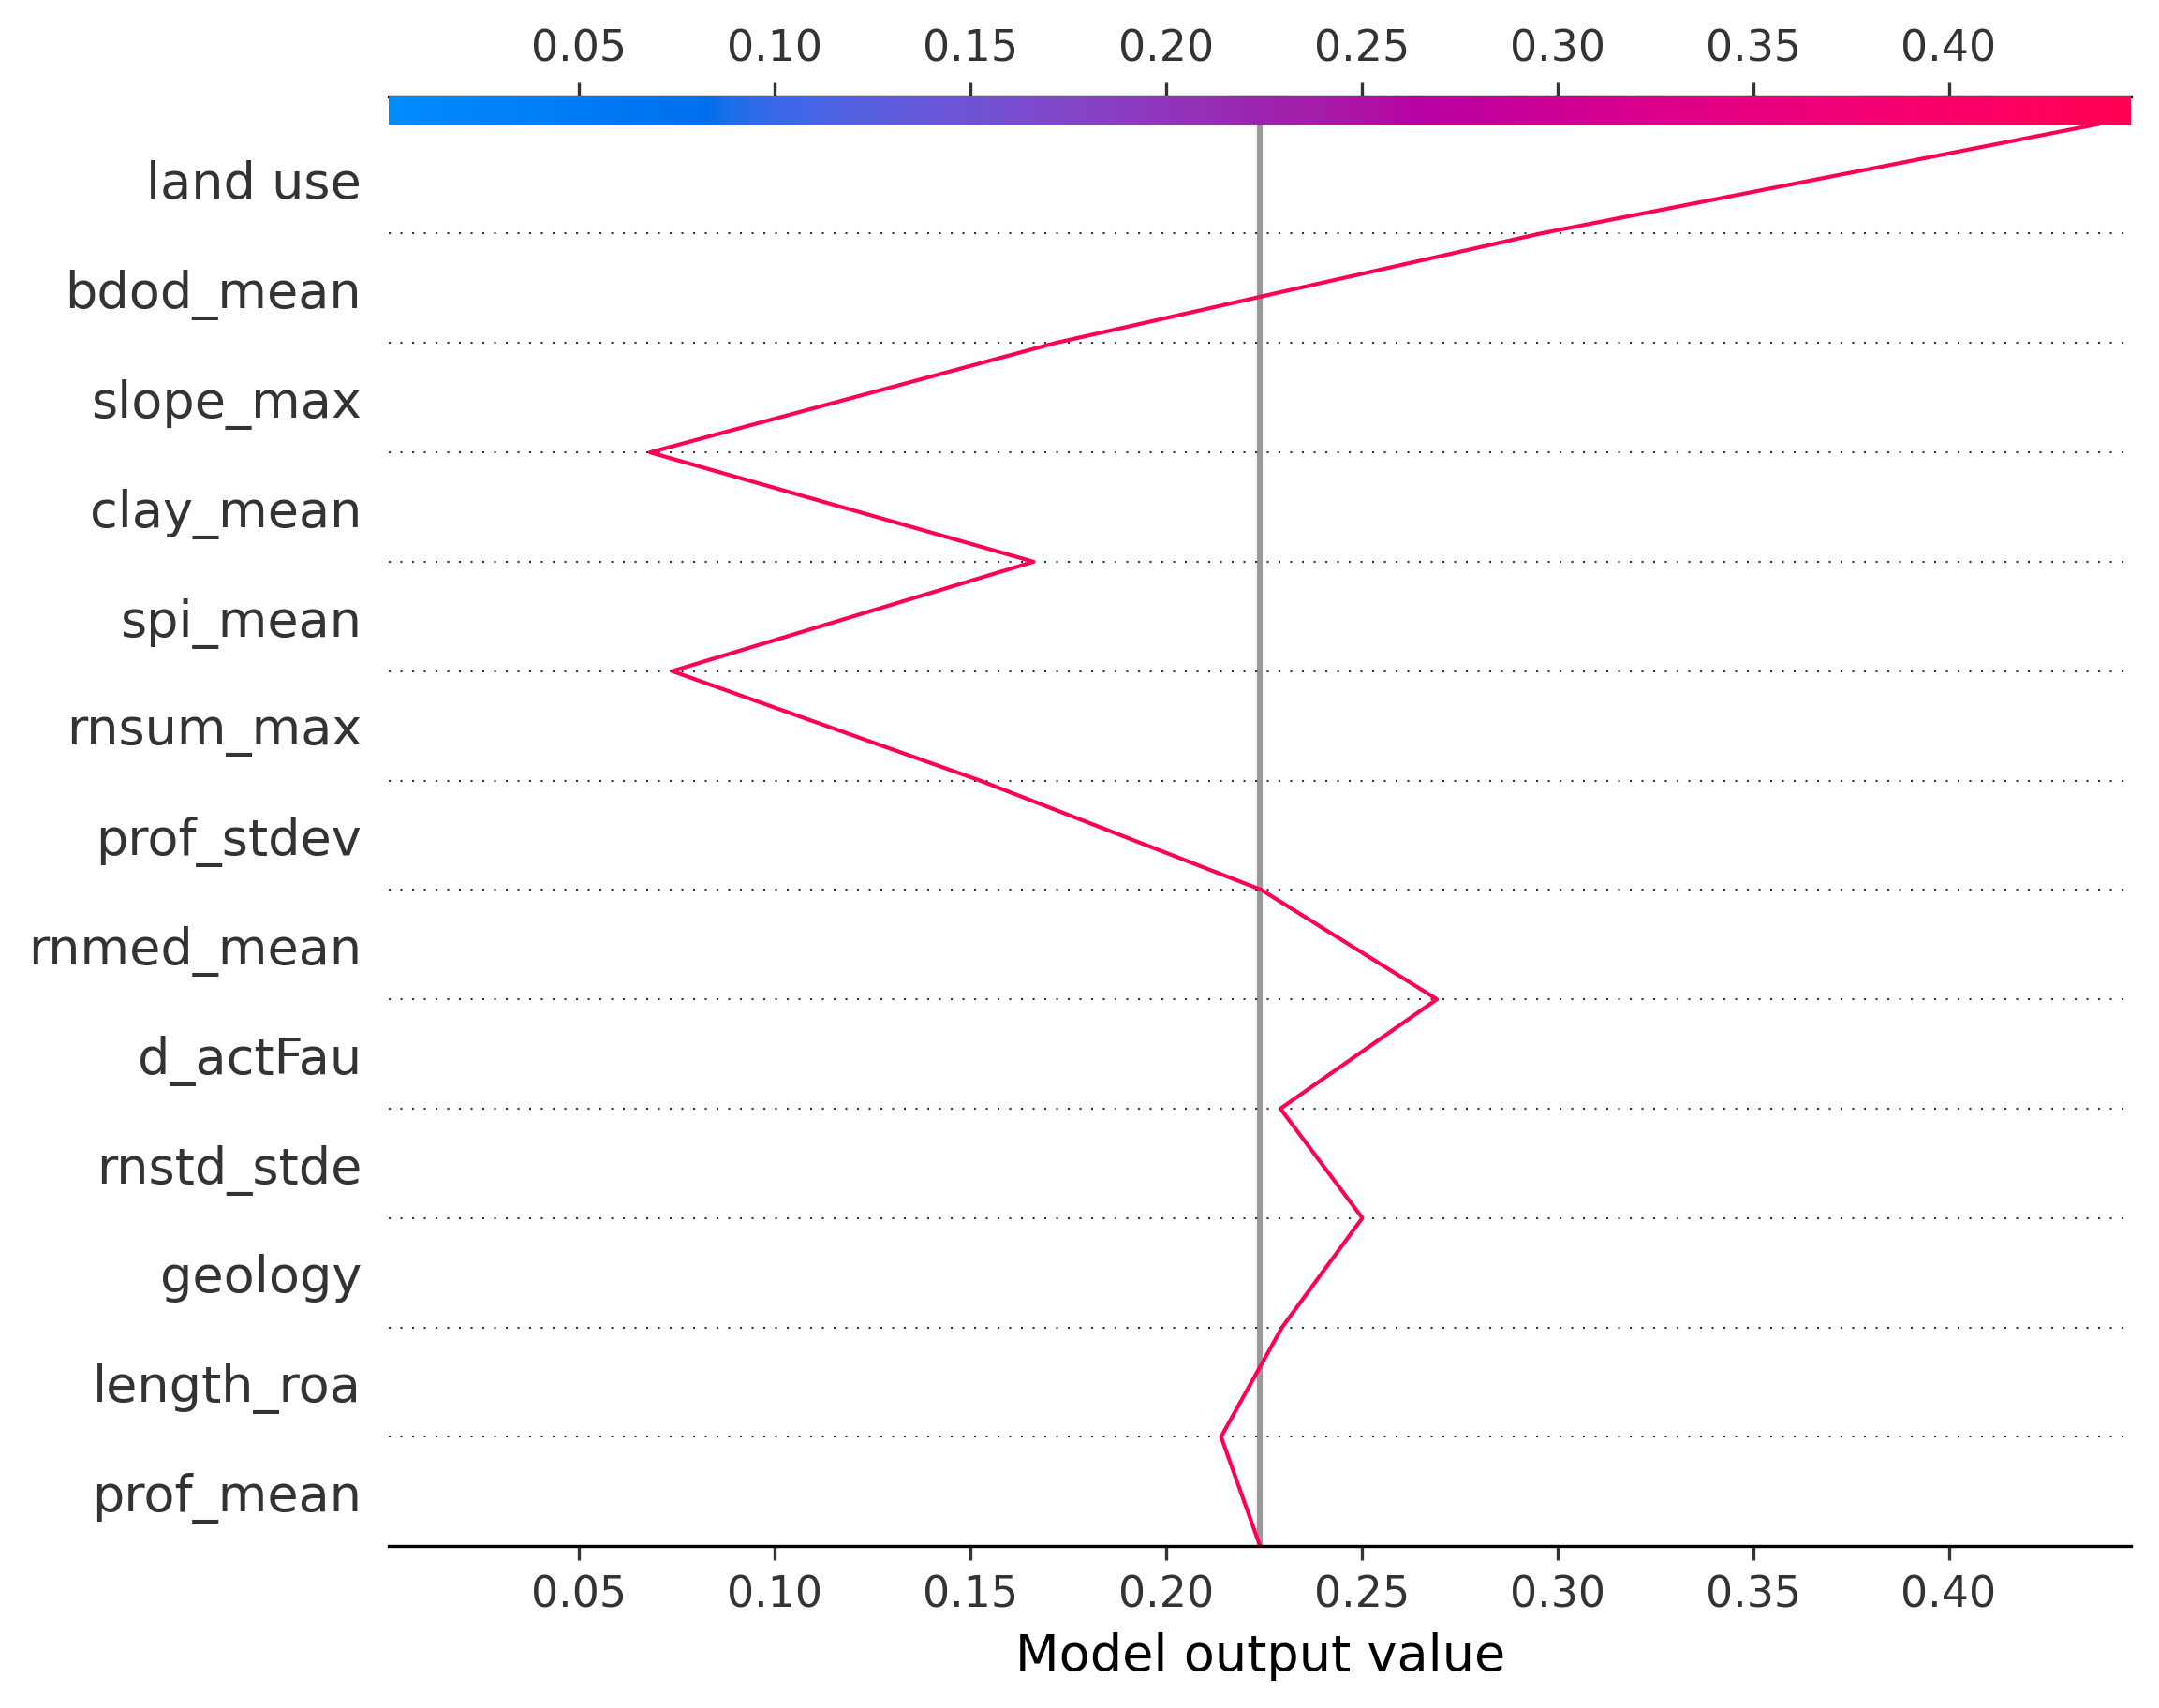 0.05 0.10 0.15 0.20 0.25 0.30 0.35 0.40
land use
bdod_mean
slope_max
clay_mean
spi_mean
rnsum_max
prof_stdev
rnmed_mean
d_actFau
rnstd_stde
geology
length_roa
prof_mean
0.05 0.10 0.15 0.20 0.25 0.30 0.35 0.40
Model output value